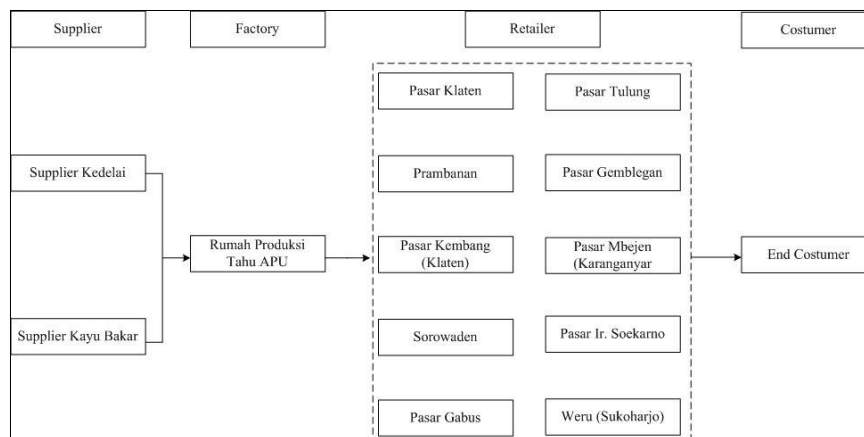 Supplier
Factory
Retailer
Costumer
Pasar Klaten
Pasar Tulung
Supplier Kedelai
Prambanan
Pasar Gemblegan
Rumah Produksi
Tahu APU
Pasar Kembang
(Klaten)
Pasar Mbejen
(Karanganyar
End Costumer
Supplier Kayu Bakar
Sorowaden
Pasar Ir. Soekarno
Pasar Gabus
Weru (Sukoharjo)